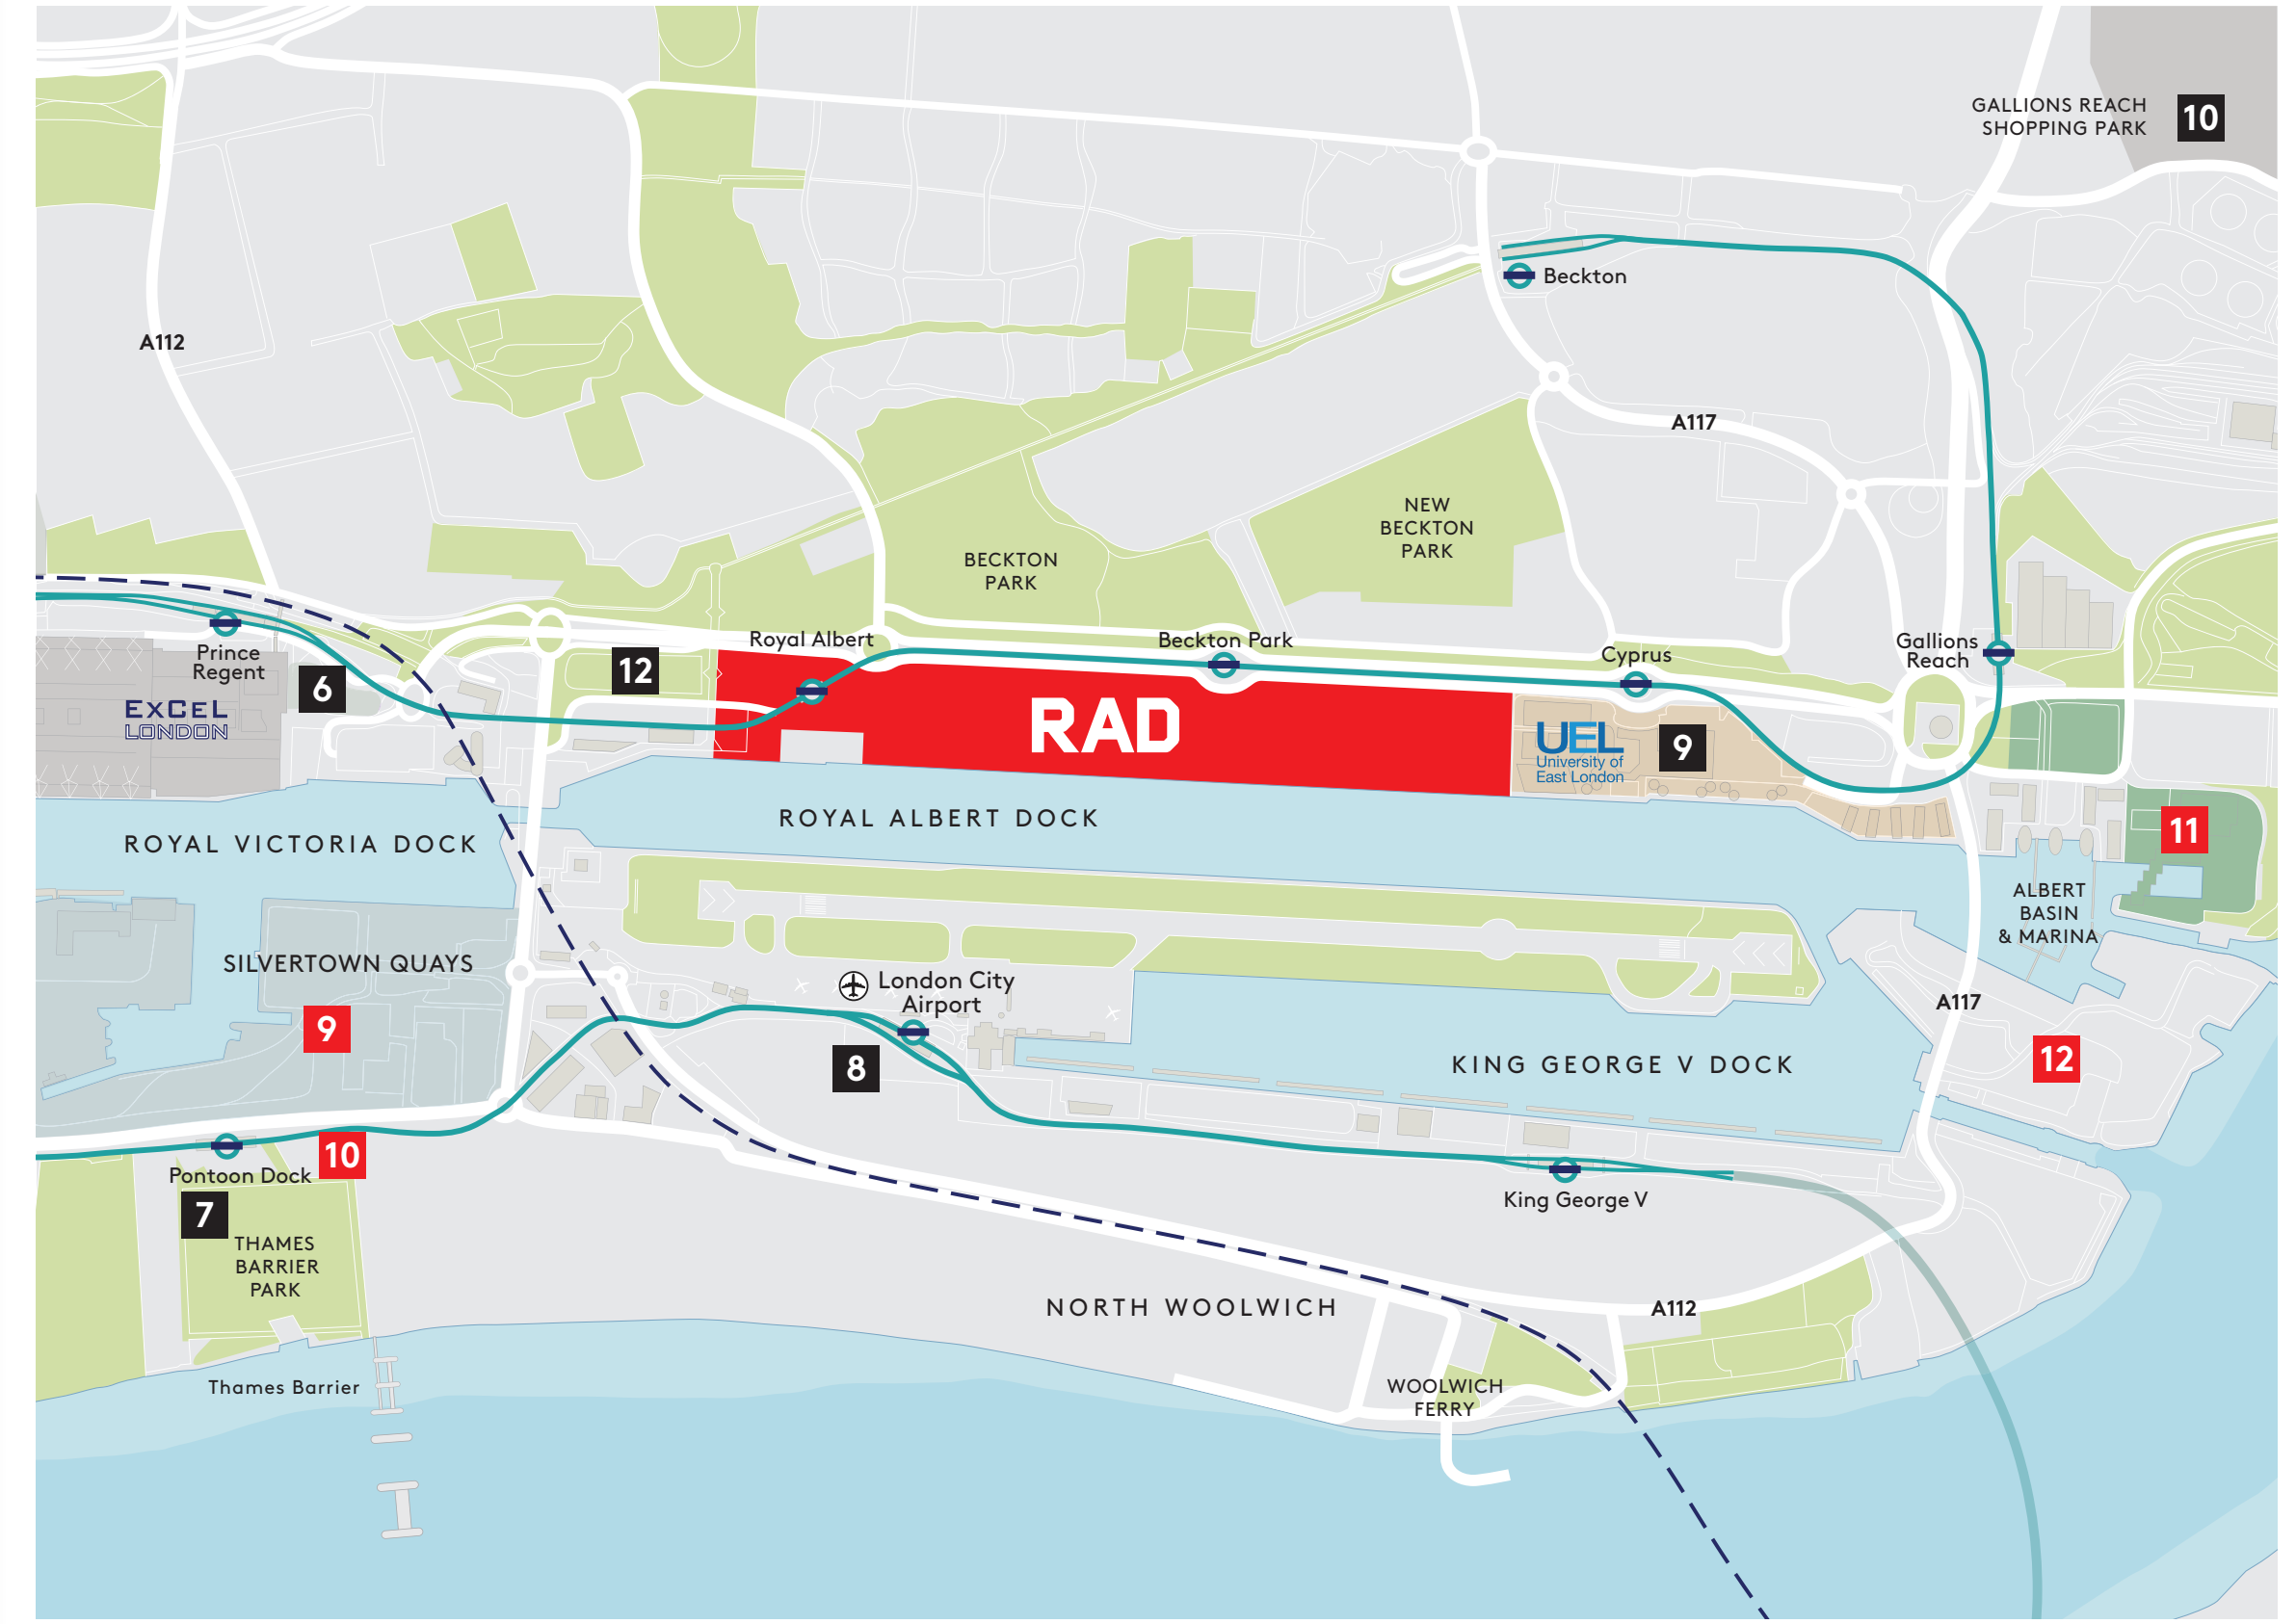 GALLIONS REACH
SHOPPING PARK
10
Beckton
A112
A117
NEW
BECKTON
PARK
BECKTON
PARK
Prince
Regent
6
EXCEL
LONDON
12
Royal Albert
Beckton Park
Cyprus
Gallions
Reach
RAD
UEL
University of
East London
9
ROYAL ALBERT DOCK
ROYAL VICTORIA DOCK
11
ALBERT
BASIN
& MARINA
SILVERTOWN QUAYS
9
London City
Airport
8
A117
KING GEORGE V DOCK
12
10
Pontoon Dock
7
THAMES
BARRIER
PARK
King George V
NORTH WOOLWICH
A112
Thames Barrier
WOOLWICH
FERRY